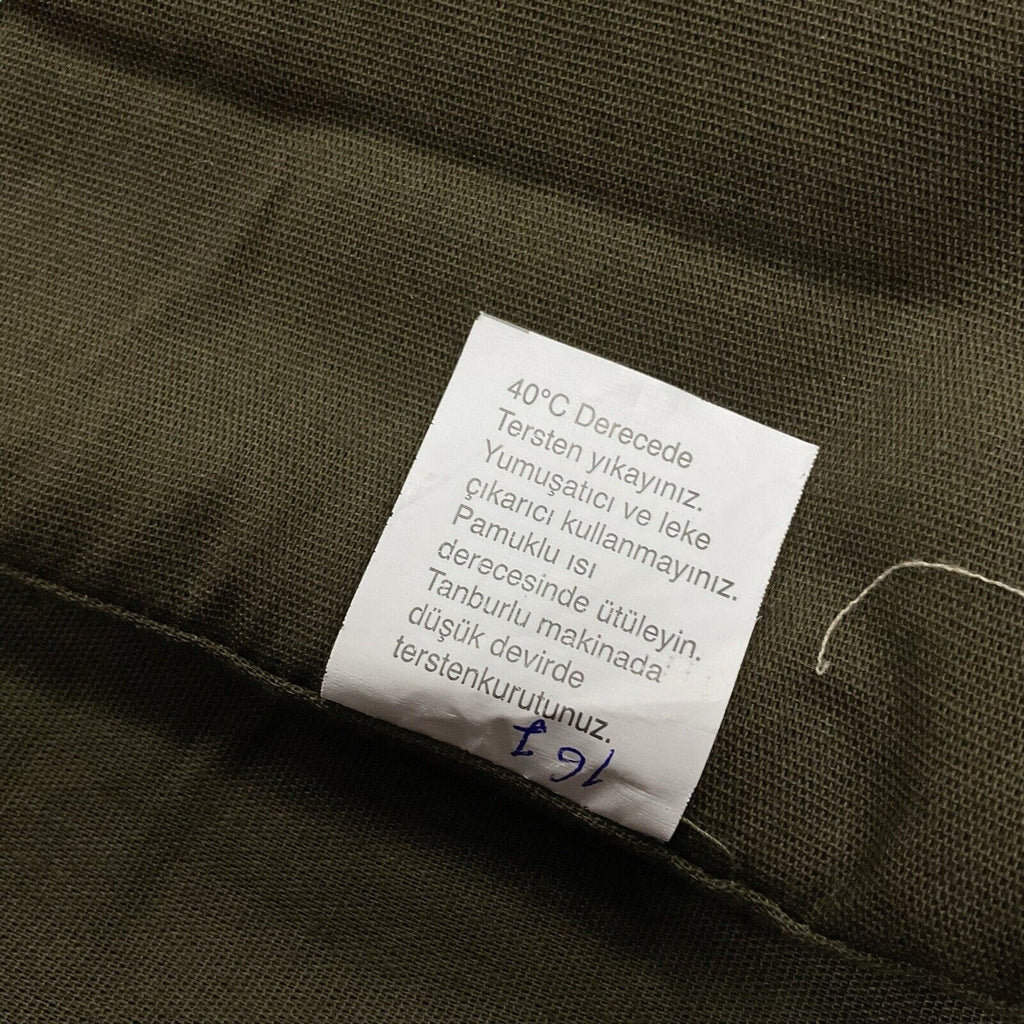 40°C Derecede
Tersten yıkayınız.
Yumuşatıcı ve leke
çıkarıcı kullanmayınız.
Pamuklu ısı
derecesinde ütüleyin.
Tanburlu makinada
düşük devirde
terstenkurutunuz.